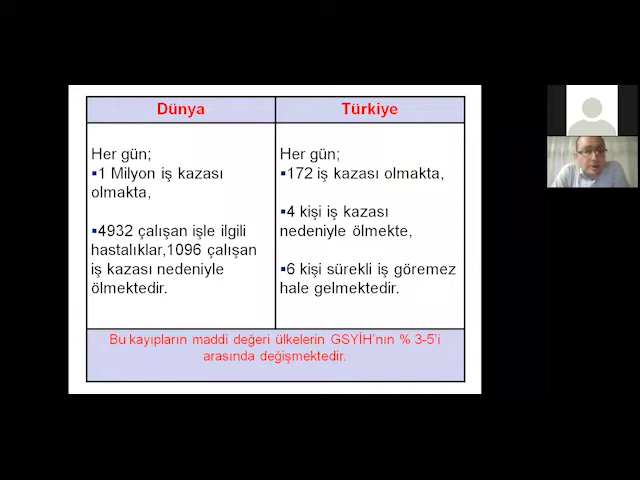 Dünya
Türkiye
Her gün;
▪1 Milyon iş kazası
olmakta,
▪4932 çalışan işle ilgili
hastalıklar,1096 çalışan
iş kazası nedeniyle
ölmektedir.
Her gün;
▪172 iş kazası olmakta,
▪4 kişi iş kazası
nedeniyle ölmekte,
▪6 kişi sürekli iş göremez
hale gelmektedir.
Bu kayıpların maddi değeri ülkelerin GSYİH'nın % 3-5'i
arasında değişmektedir.